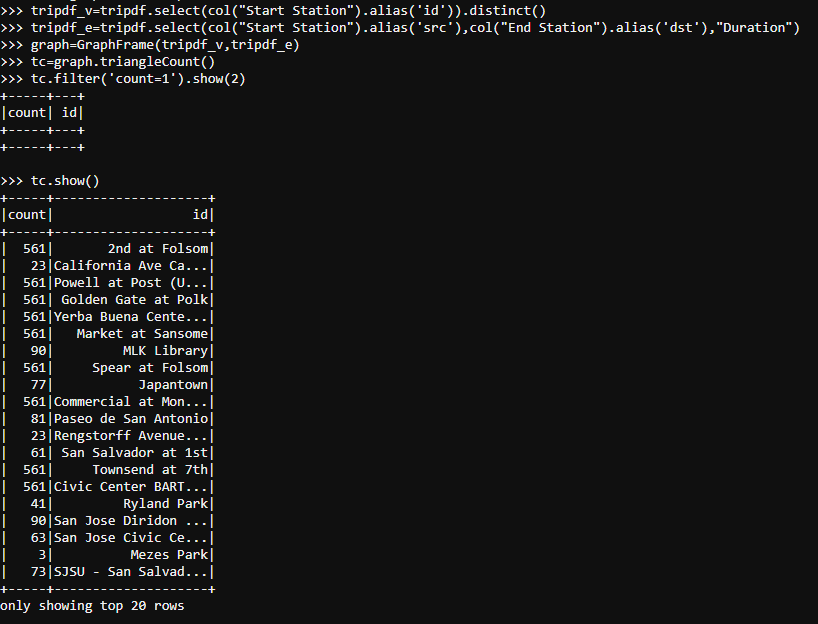 >>> tripdf_v=tripdf.select(col("Start Station").alias('id')).distinct()
>>> tripdf_e=tripdf.select(col("Start Station").alias('src'),col("End Station").alias('dst'),"Duration")
>>> graph=GraphFrame(tripdf_v,tripdf_e)
>>> tc=graph.triangleCount()
>>> tc.filter('count=1').show(2)
+-----+---+
|count| id|
+-----+---+
+-----+---+
>>> tc.show()
+-----+--------------------+
|count|                  id|
+-----+--------------------+
|  561|       2nd at Folsom|
|   23|California Ave Ca...|
|  561|Powell at Post (U...|
|  561| Golden Gate at Polk|
|  561|Yerba Buena Cente...|
|  561|   Market at Sansome|
|   90|         MLK Library|
|  561|     Spear at Folsom|
|   77|           Japantown|
|  561|Commercial at Mon...|
|   81|Paseo de San Antonio|
|   23|Rengstorff Avenue...|
|   61| San Salvador at 1st|
|  561|     Townsend at 7th|
|  561|Civic Center BART...|
|   41|         Ryland Park|
|   90|San Jose Diridon ...|
|   63|San Jose Civic Ce...|
|    3|          Mezes Park|
|   73|SJSU - San Salvad...|
+-----+--------------------+
only showing top 20 rows